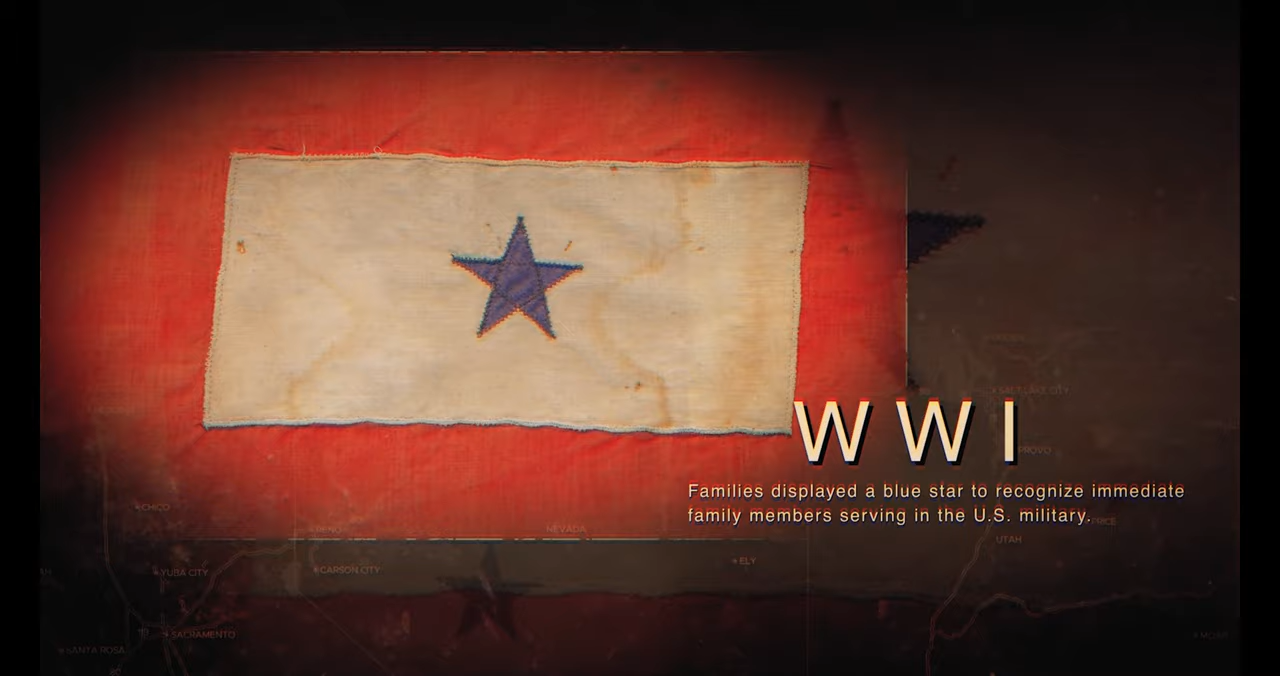 WWI
Families displayed a blue star to recognize immediate
family members serving in the U.S. military.
SALT LAKE CITY
PROVO
CHICO
RENO
NEVADA
PRICE
UTAH
ELY
YUBA CITY
CARSON CITY
SACRAMENTO
SANTA ROSA